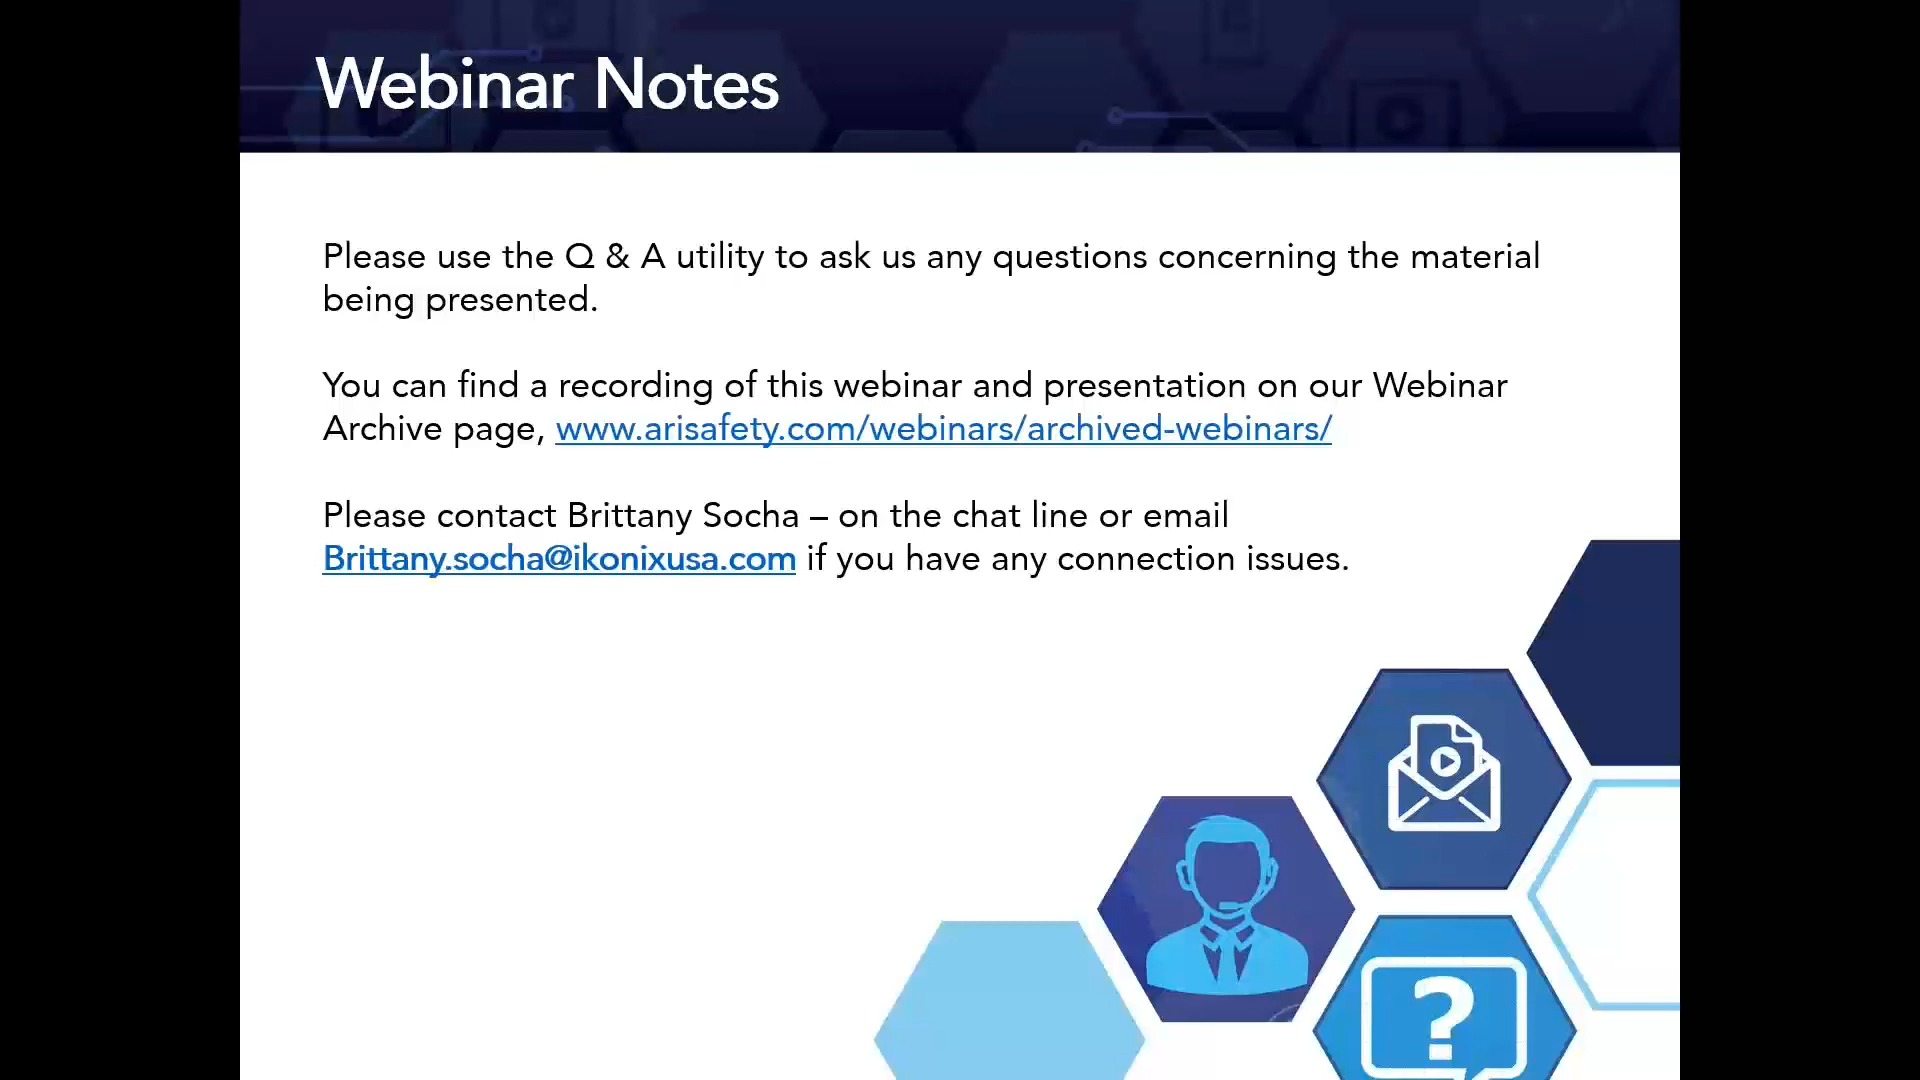 Webinar Notes
Please use the Q & A utility to ask us any questions concerning the material
being presented.
You can find a recording of this webinar and presentation on our Webinar
Archive page, www.arisafety.com/webinars/archived-webinars/
Please contact Brittany Socha – on the chat line or email
Brittany.socha@ikonixusa.com if you have any connection issues.
?